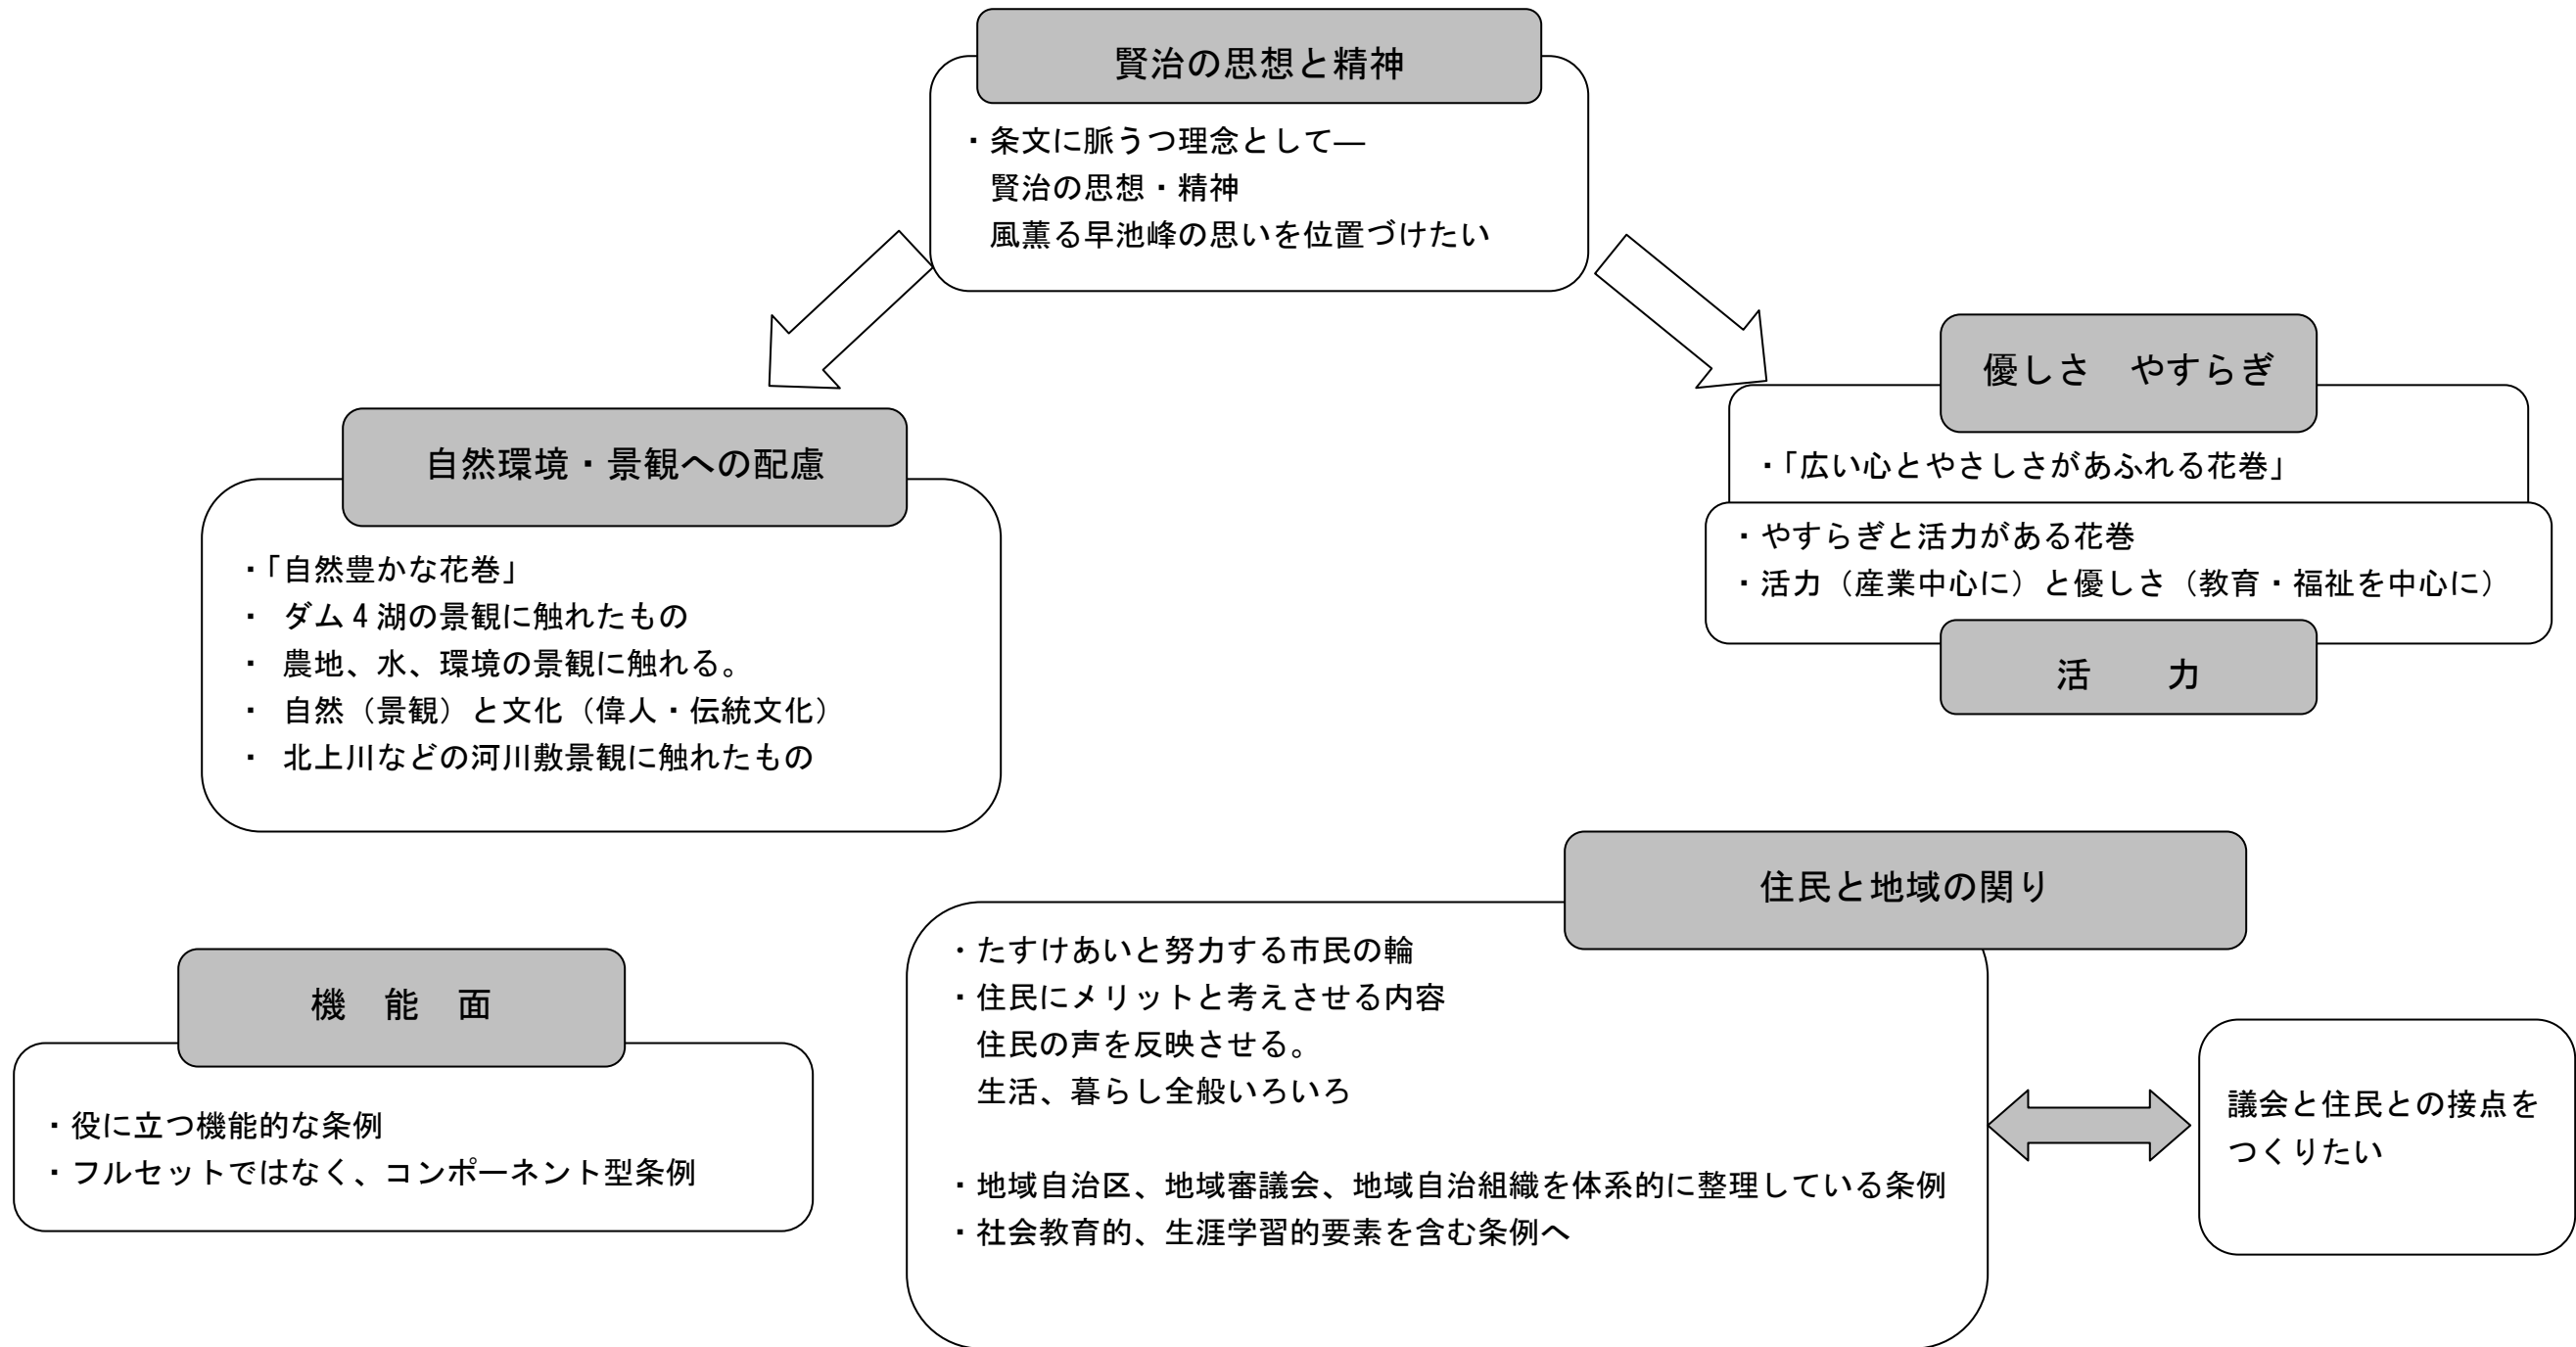 賢治の思想と精神
・条文に脈うつ理念として―
賢治の思想・精神
風薫る早池峰の思いを位置づけたい
自然環境・景観への配慮
・「自然豊かな花巻」
・ ダム4湖の景観に触れたもの
・ 農地、水、環境の景観に触れる。
・ 自然（景観）と文化（偉人・伝統文化）
・ 北上川などの河川敷景観に触れたもの
優しさ　やすらぎ
・「広い心とやさしさがあふれる花巻」
・やすらぎと活力がある花巻
・活力（産業中心に）と優しさ（教育・福祉を中心に）
活　　力
機　能　面
・役に立つ機能的な条例
・フルセットではなく、コンポーネント型条例
住民と地域の関り
・たすけあいと努力する市民の輪
・住民にメリットと考えさせる内容
住民の声を反映させる。
生活、暮らし全般いろいろ
・地域自治区、地域審議会、地域自治組織を体系的に整理している条例
・社会教育的、生涯学習的要素を含む条例へ
議会と住民との接点を
つくりたい